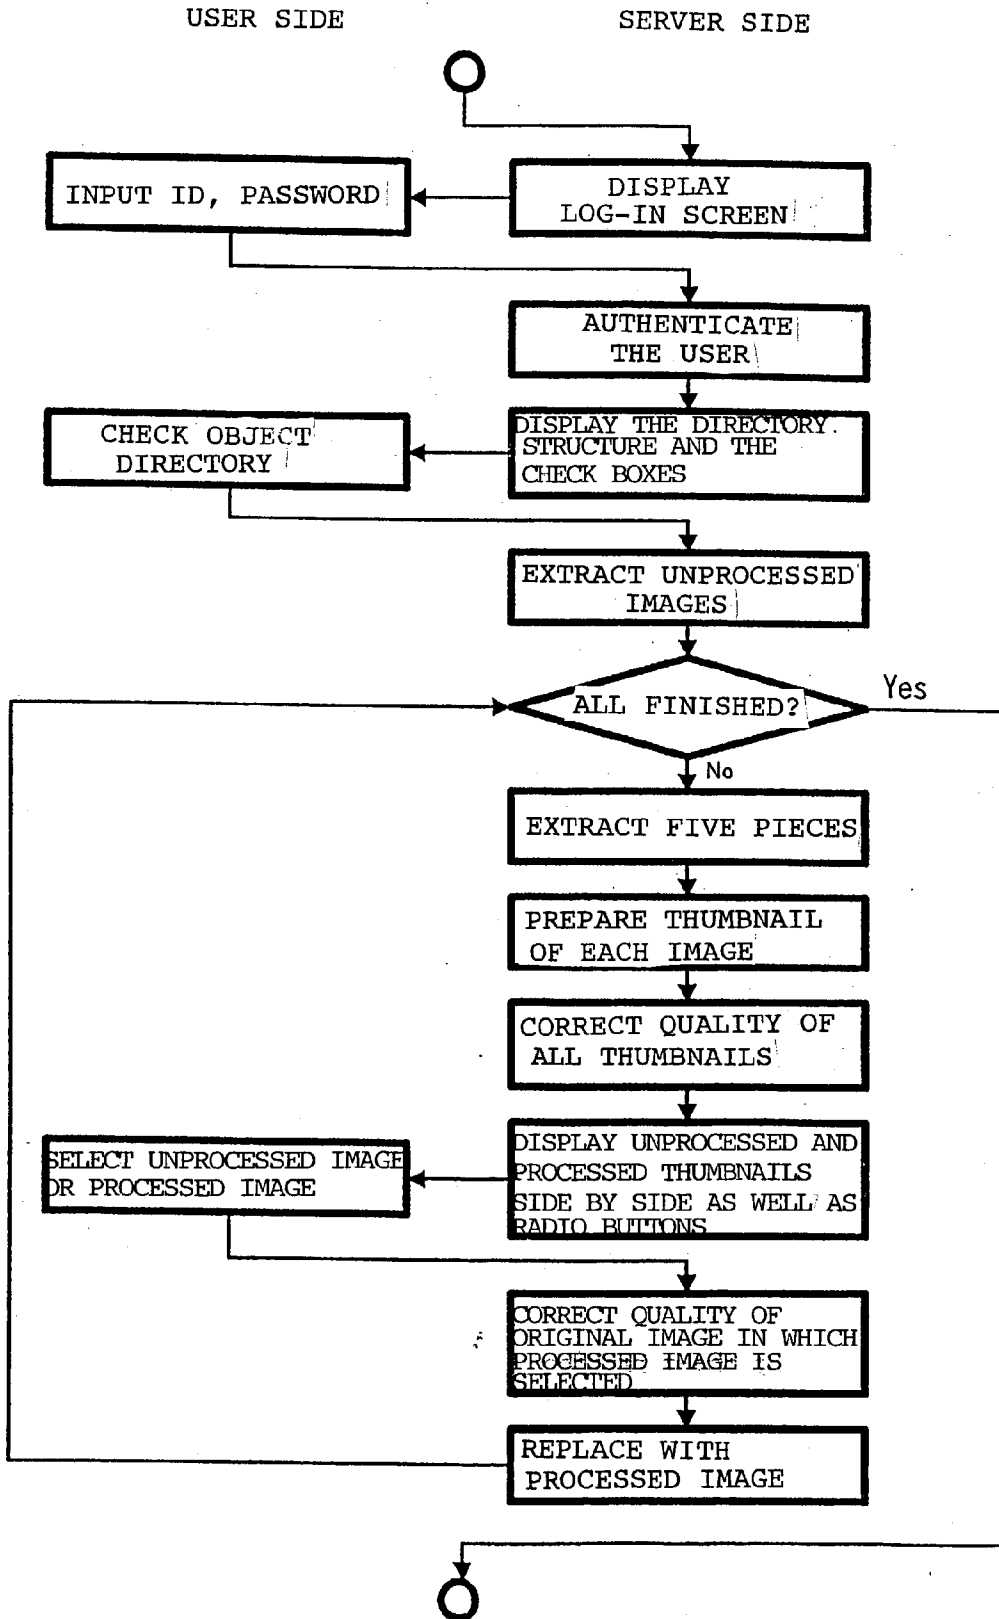 USER SIDE
SERVER SIDE
DISPLAY
LOG-IN SCREEN
INPUT ID, PASSWORD
AUTHENTICATE
THE USER
DISPLAY THE DIRECTORY.
STRUCTURE AND THE
CHECK BOXES
CHECK OBJECT
DIRECTORY
EXTRACT UNPROCESSED
IMAGES
ALL FINISHED?
Yes
No
EXTRACT FIVE PIECES
PREPARE THUMBNAIL
OF EACH IMAGE
CORRECT QUALITY OF
ALL THUMBNAILS
DISPLAY UNPROCESSED AND
PROCESSED THUMBNAILS
SIDE BY SIDE AS WELL AS
RADIO BUTTONS
SELECT UNPROCESSED IMAGE
OR PROCESSED IMAGE
CORRECT QUALITY OF
ORIGINAL IMAGE IN WHICH
PROCESSED IMAGE IS
SELECTED
REPLACE WITH
PROCESSED IMAGE